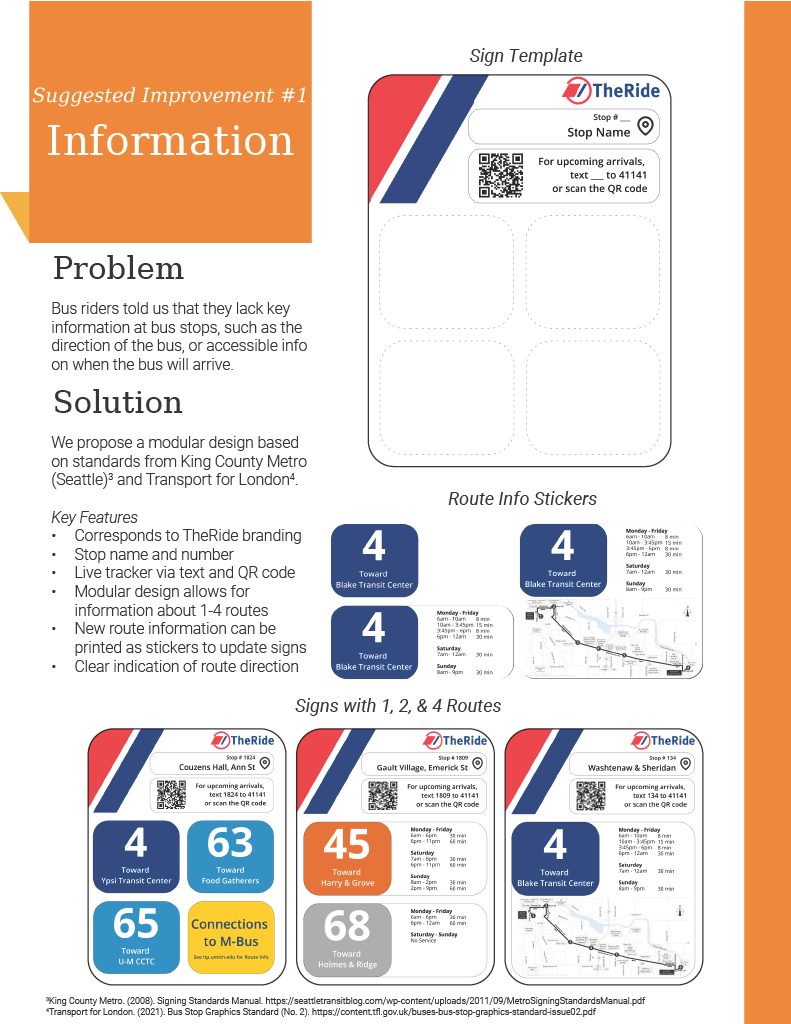 Suggested Improvement #1
Information
Problem
Bus riders told us that they lack key
information at bus stops, such as the
direction of the bus, or accessible info
on when the bus will arrive.
Solution
We propose a modular design based
on standards from King County Metro
(Seattle)³ and Transport for London⁴.
Key Features
• Corresponds to TheRide branding
• Stop name and number
• Live tracker via text and QR code
• Modular design allows for
information about 1-4 routes
• New route information can be
printed as stickers to update signs
• Clear indication of route direction
Sign Template
TheRide
Stop # __
Stop Name
For upcoming arrivals,
text __ to 41141
or scan the QR code
Route Info Stickers
4
Toward
Blake Transit Center
4
Toward
Blake Transit Center
Monday - Friday
6am - 10am 8 min
10am - 3:45pm 15 min
3:45pm - 6pm 8 min
6pm - 12am 30 min
Saturday
7am - 12am 30 min
Sunday
8am - 9pm 30 min
4
Toward
Blake Transit Center
Monday - Friday
6am - 10am 8 min
10am - 3:45pm 15 min
3:45pm - 6pm 8 min
6pm - 12am 30 min
Saturday
7am - 12am 30 min
Sunday
8am - 9pm 30 min
Signs with 1, 2, & 4 Routes
TheRide
Stop # 1824
Couzens Hall, Ann St
For upcoming arrivals,
text 1824 to 41141
or scan the QR code
4
Toward
Ypsi Transit Center
63
Toward
Food Gatherers
65
Toward
U-M CCTC
Connections
to M-Bus
See ltp.umich.edu for Route Info
TheRide
Stop # 1809
Gault Village, Emerick St
For upcoming arrivals,
text 1809 to 41141
or scan the QR code
45
Toward
Harry & Grove
Monday - Friday
6am - 6pm 30 min
6pm - 11pm 60 min
Saturday
7am - 6pm 60 min
6pm - 11pm 60 min
Sunday
8am - 2pm 60 min
2pm - 9pm 60 min
68
Toward
Holmes & Ridge
Monday - Friday
6am - 6pm 30 min
6pm - 12am 60 min
Saturday - Sunday
No Service
TheRide
Stop # 134
Washtenaw & Sheridan
For upcoming arrivals,
text 134 to 41141
or scan the QR code
4
Toward
Blake Transit Center
Monday - Friday
6am - 10am 8 min
10am - 3:45pm 15 min
3:45pm - 6pm 8 min
6pm - 12am 30 min
Saturday
7am - 12am 30 min
Sunday
8am - 9pm 30 min
³King County Metro. (2008). Signing Standards Manual. https://seattletransitblog.com/wp-content/uploads/2011/09/MetroSigningStandardsManual.pdf
⁴Transport for London. (2021). Bus Stop Graphics Standard (No. 2). https://content.tfl.gov.uk/buses-bus-stop-graphics-standard-issue02.pdf